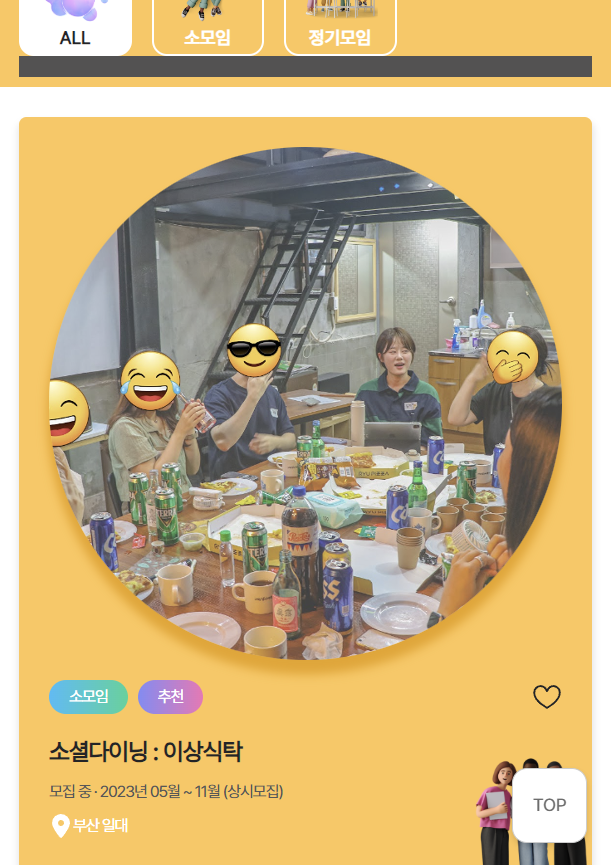 ALL
소모임
정기모임
TERRA
소모임
추천
소셜다이닝 : 이상식탁
모집 중 · 2023년 05월 ~ 11월 (상시모집)
부산 일대
TOP